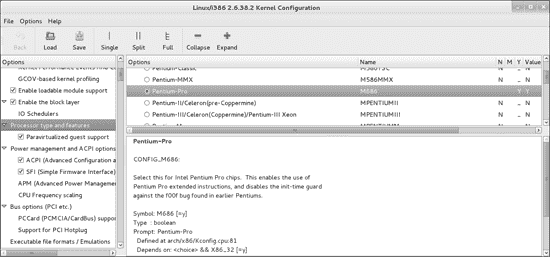 Linux/i386 2.6.38.2 Kernel Configuration
File Options Help
Back Load Save Single Split Full Collapse Expand
Options
GCOV-based kernel profiling
Enable loadable module support
Enable the block layer
IO Schedulers
Processor type and features
Paravirtualized guest support
Power management and ACPI options
ACPI (Advanced Configuration a
SFI (Simple Firmware Interface)
APM (Advanced Power Managemen
CPU Frequency scaling
Bus options (PCI etc.)
PCCard (PCMCIA/CardBus) support
Support for PCI Hotplug
Executable file formats / Emulations
Options Name N M Y Value
Pentium-Classic M586TSC N
Pentium-MMX M586MMX N _ N
Pentium-Pro M686 Y Y
Pentium-II/Celeron(pre-Coppermine) MPENTIUMII N _ N
Pentium-III/Celeron(Coppermine)/Pentium-III Xeon MPENTIUMIII N _ N
Pentium-Pro
CONFIG_M686:
Select this for Intel Pentium Pro chips. This enables the use of
Pentium Pro extended instructions, and disables the init-time guard
against the f00f bug found in earlier Pentiums.
Symbol: M686 [=y]
Type : boolean
Prompt: Pentium-Pro
Defined at arch/x86/Kconfig.cpu:81
Depends on: <choice> && X86_32 [=y]